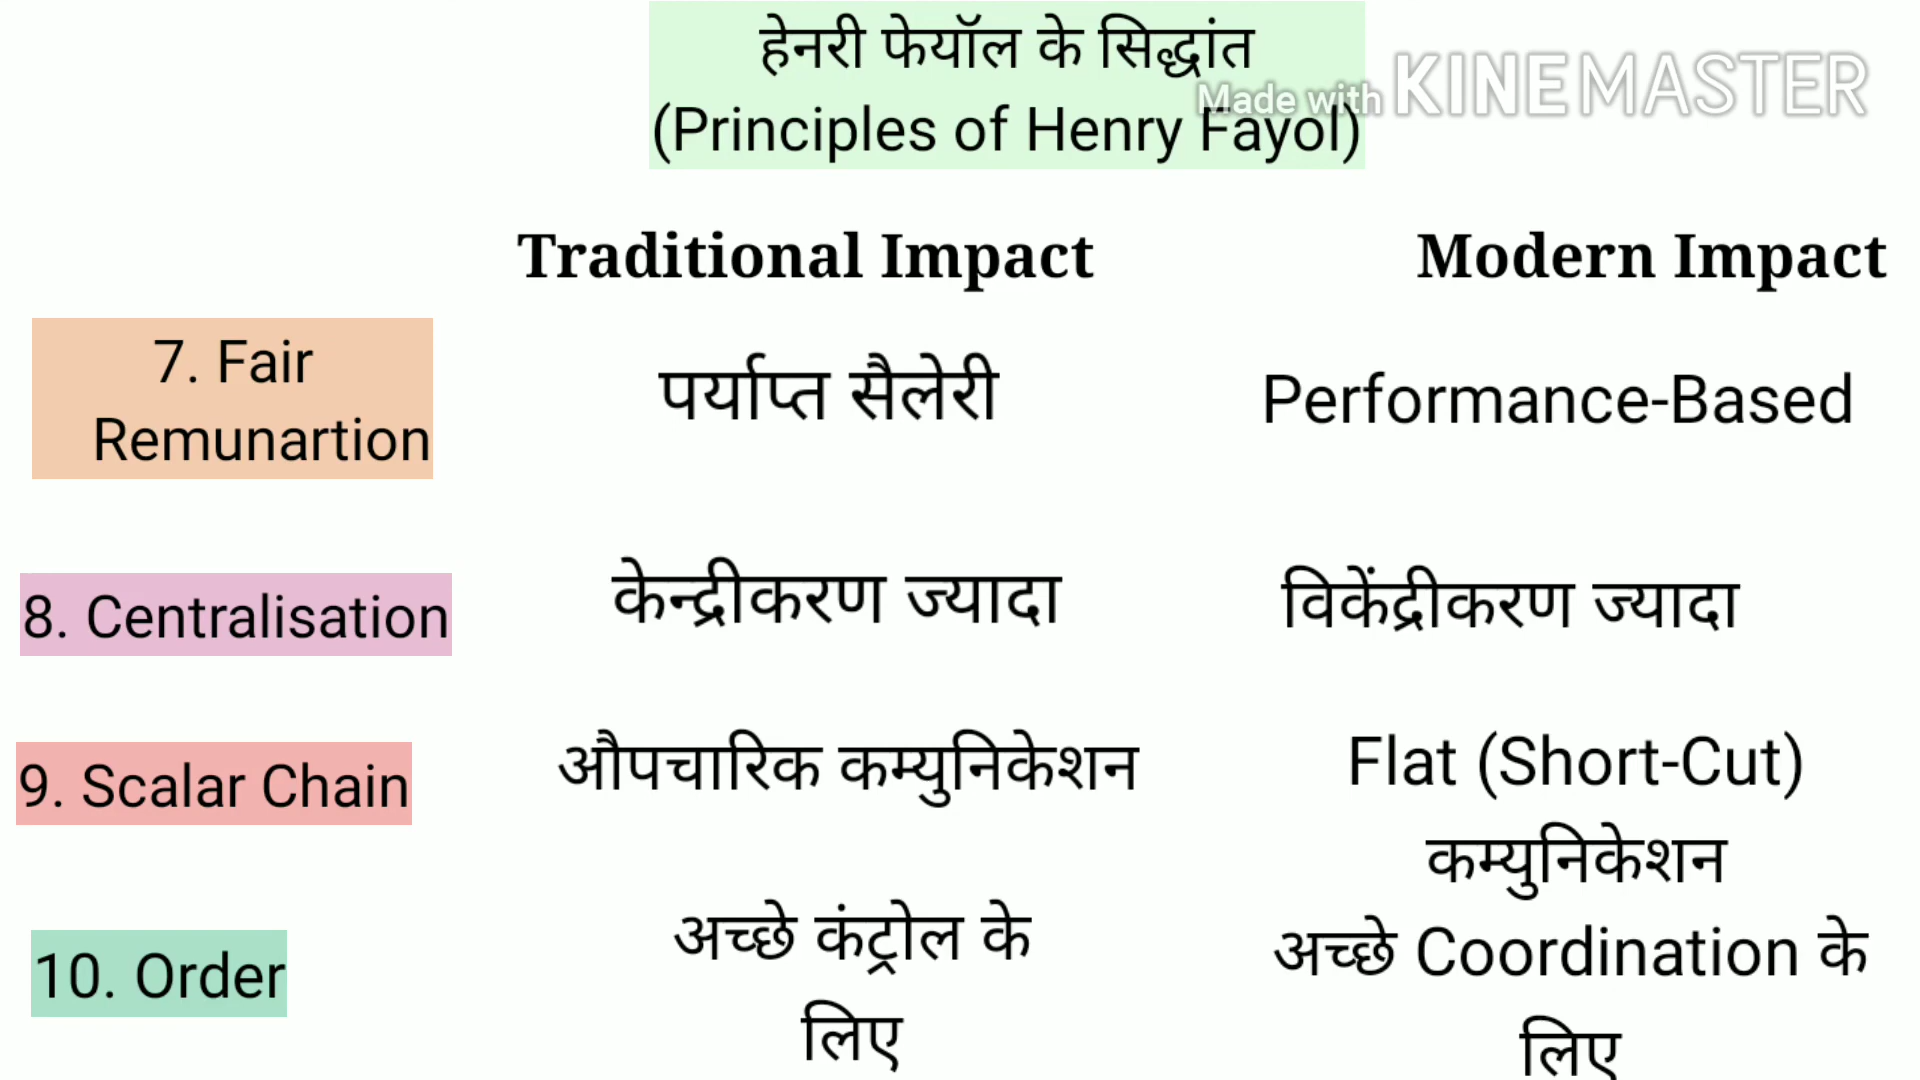 हेनरी फेयॉल के सिद्धांत
(Principles of Henry Fayol)
Made with KINEMASTER
Traditional Impact
Modern Impact
7. Fair
Remunartion
पर्याप्त सैलेरी
Performance-Based
8. Centralisation
केन्द्रीकरण ज्यादा
विकेंद्रीकरण ज्यादा
9. Scalar Chain
औपचारिक कम्युनिकेशन
Flat (Short-Cut)
कम्युनिकेशन
10. Order
अच्छे कंट्रोल के
लिए
अच्छे Coordination के
लिए